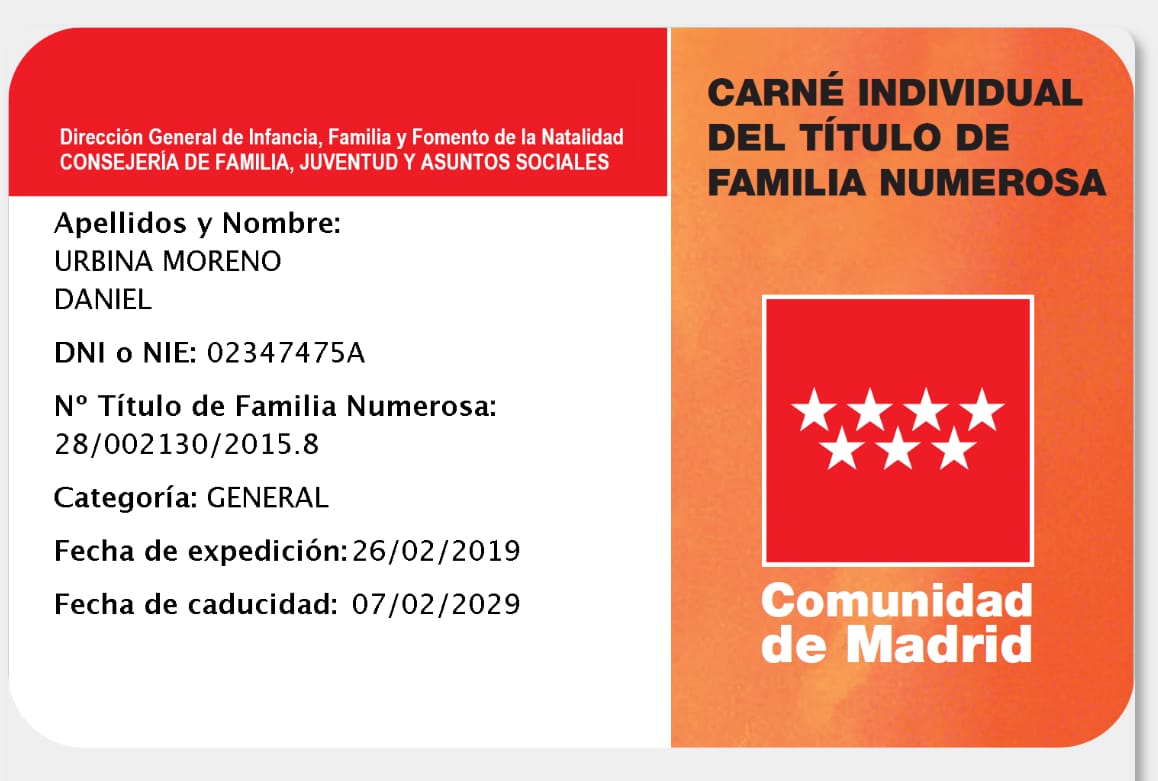 Dirección General de Infancia, Familia y Fomento de la Natalidad
CONSEJERÍA DE FAMILIA, JUVENTUD Y ASUNTOS SOCIALES
Apellidos y Nombre:
URBINA MORENO
DANIEL
DNI o NIE: 02347475A
Nº Título de Familia Numerosa:
28/002130/2015.8
Categoría: GENERAL
Fecha de expedición: 26/02/2019
Fecha de caducidad: 07/02/2029
CARNÉ INDIVIDUAL
DEL TÍTULO DE
FAMILIA NUMEROSA
Comunidad
de Madrid